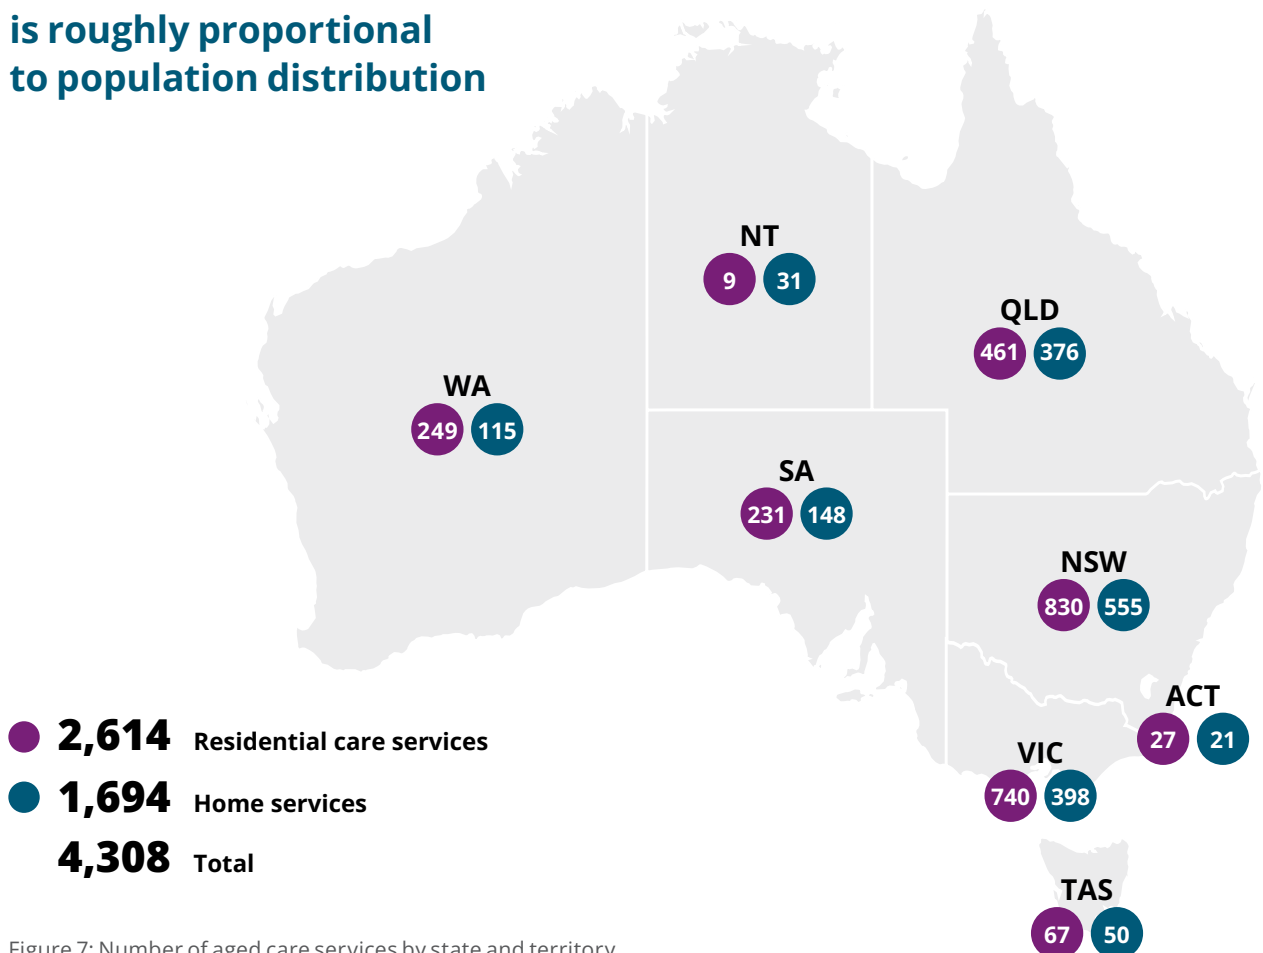 is roughly proportional
to population distribution
NT
9 31
QLD
461 376
WA
249 115
SA
231 148
NSW
830 555
ACT
27 21
VIC
740 398
TAS
67 50
2,614 Residential care services
1,694 Home services
4,308 Total
Figure 7: Number of aged care services by state and territory